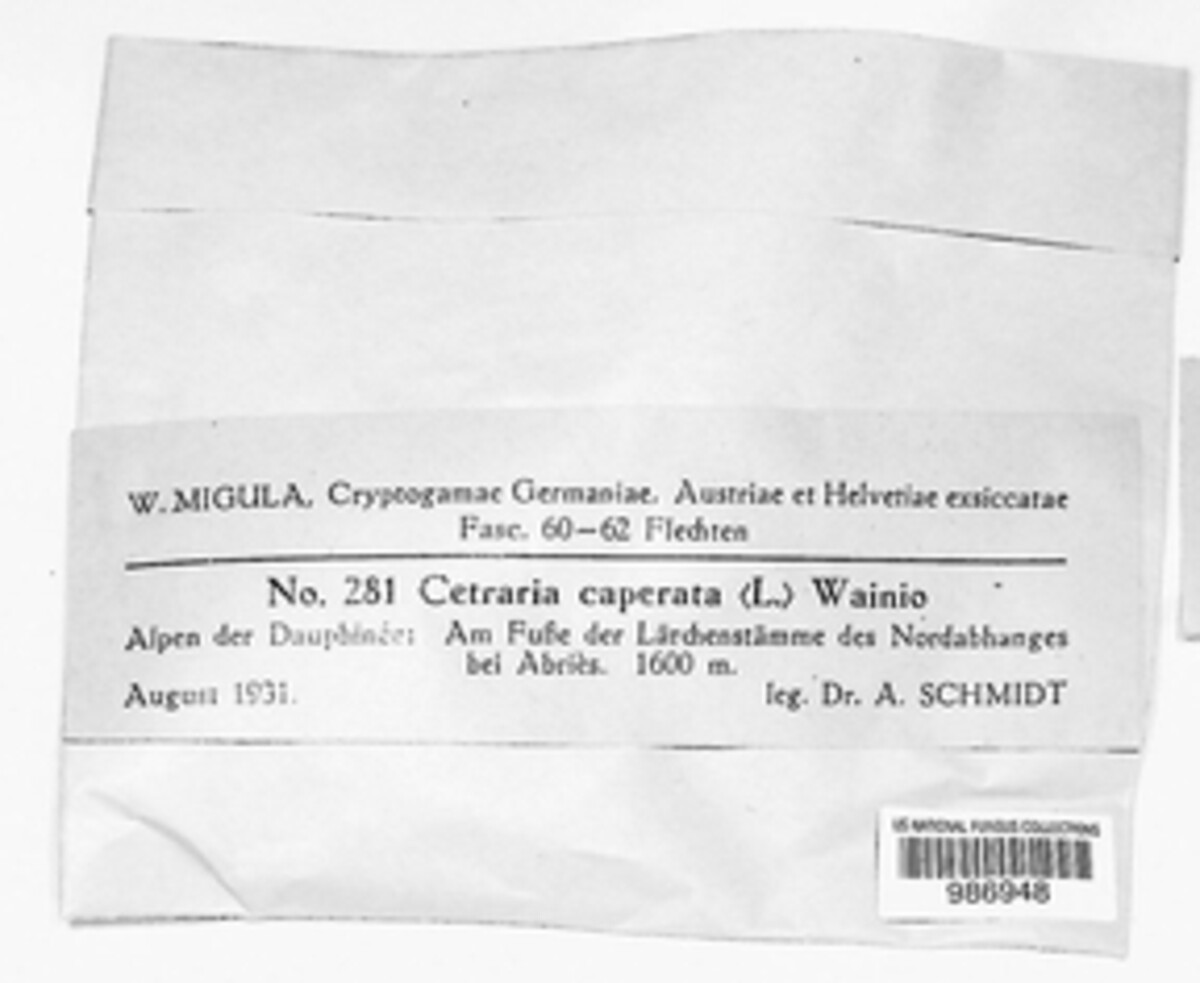 W. MIGULA. Cryptogamae Germaniae. Austriae et Helvetiae exsiccatae
Fasc. 60—62 Flechten
No. 281 Cetraria caperata (L.) Wainio
Alpen der Dauphinée: Am Fuße der Lärchenstämme des Nordabhanges
bei Abriès. 1600 m.
August 1931.
leg. Dr. A. SCHMIDT
US NATIONAL FUNGUS COLLECTIONS
986948